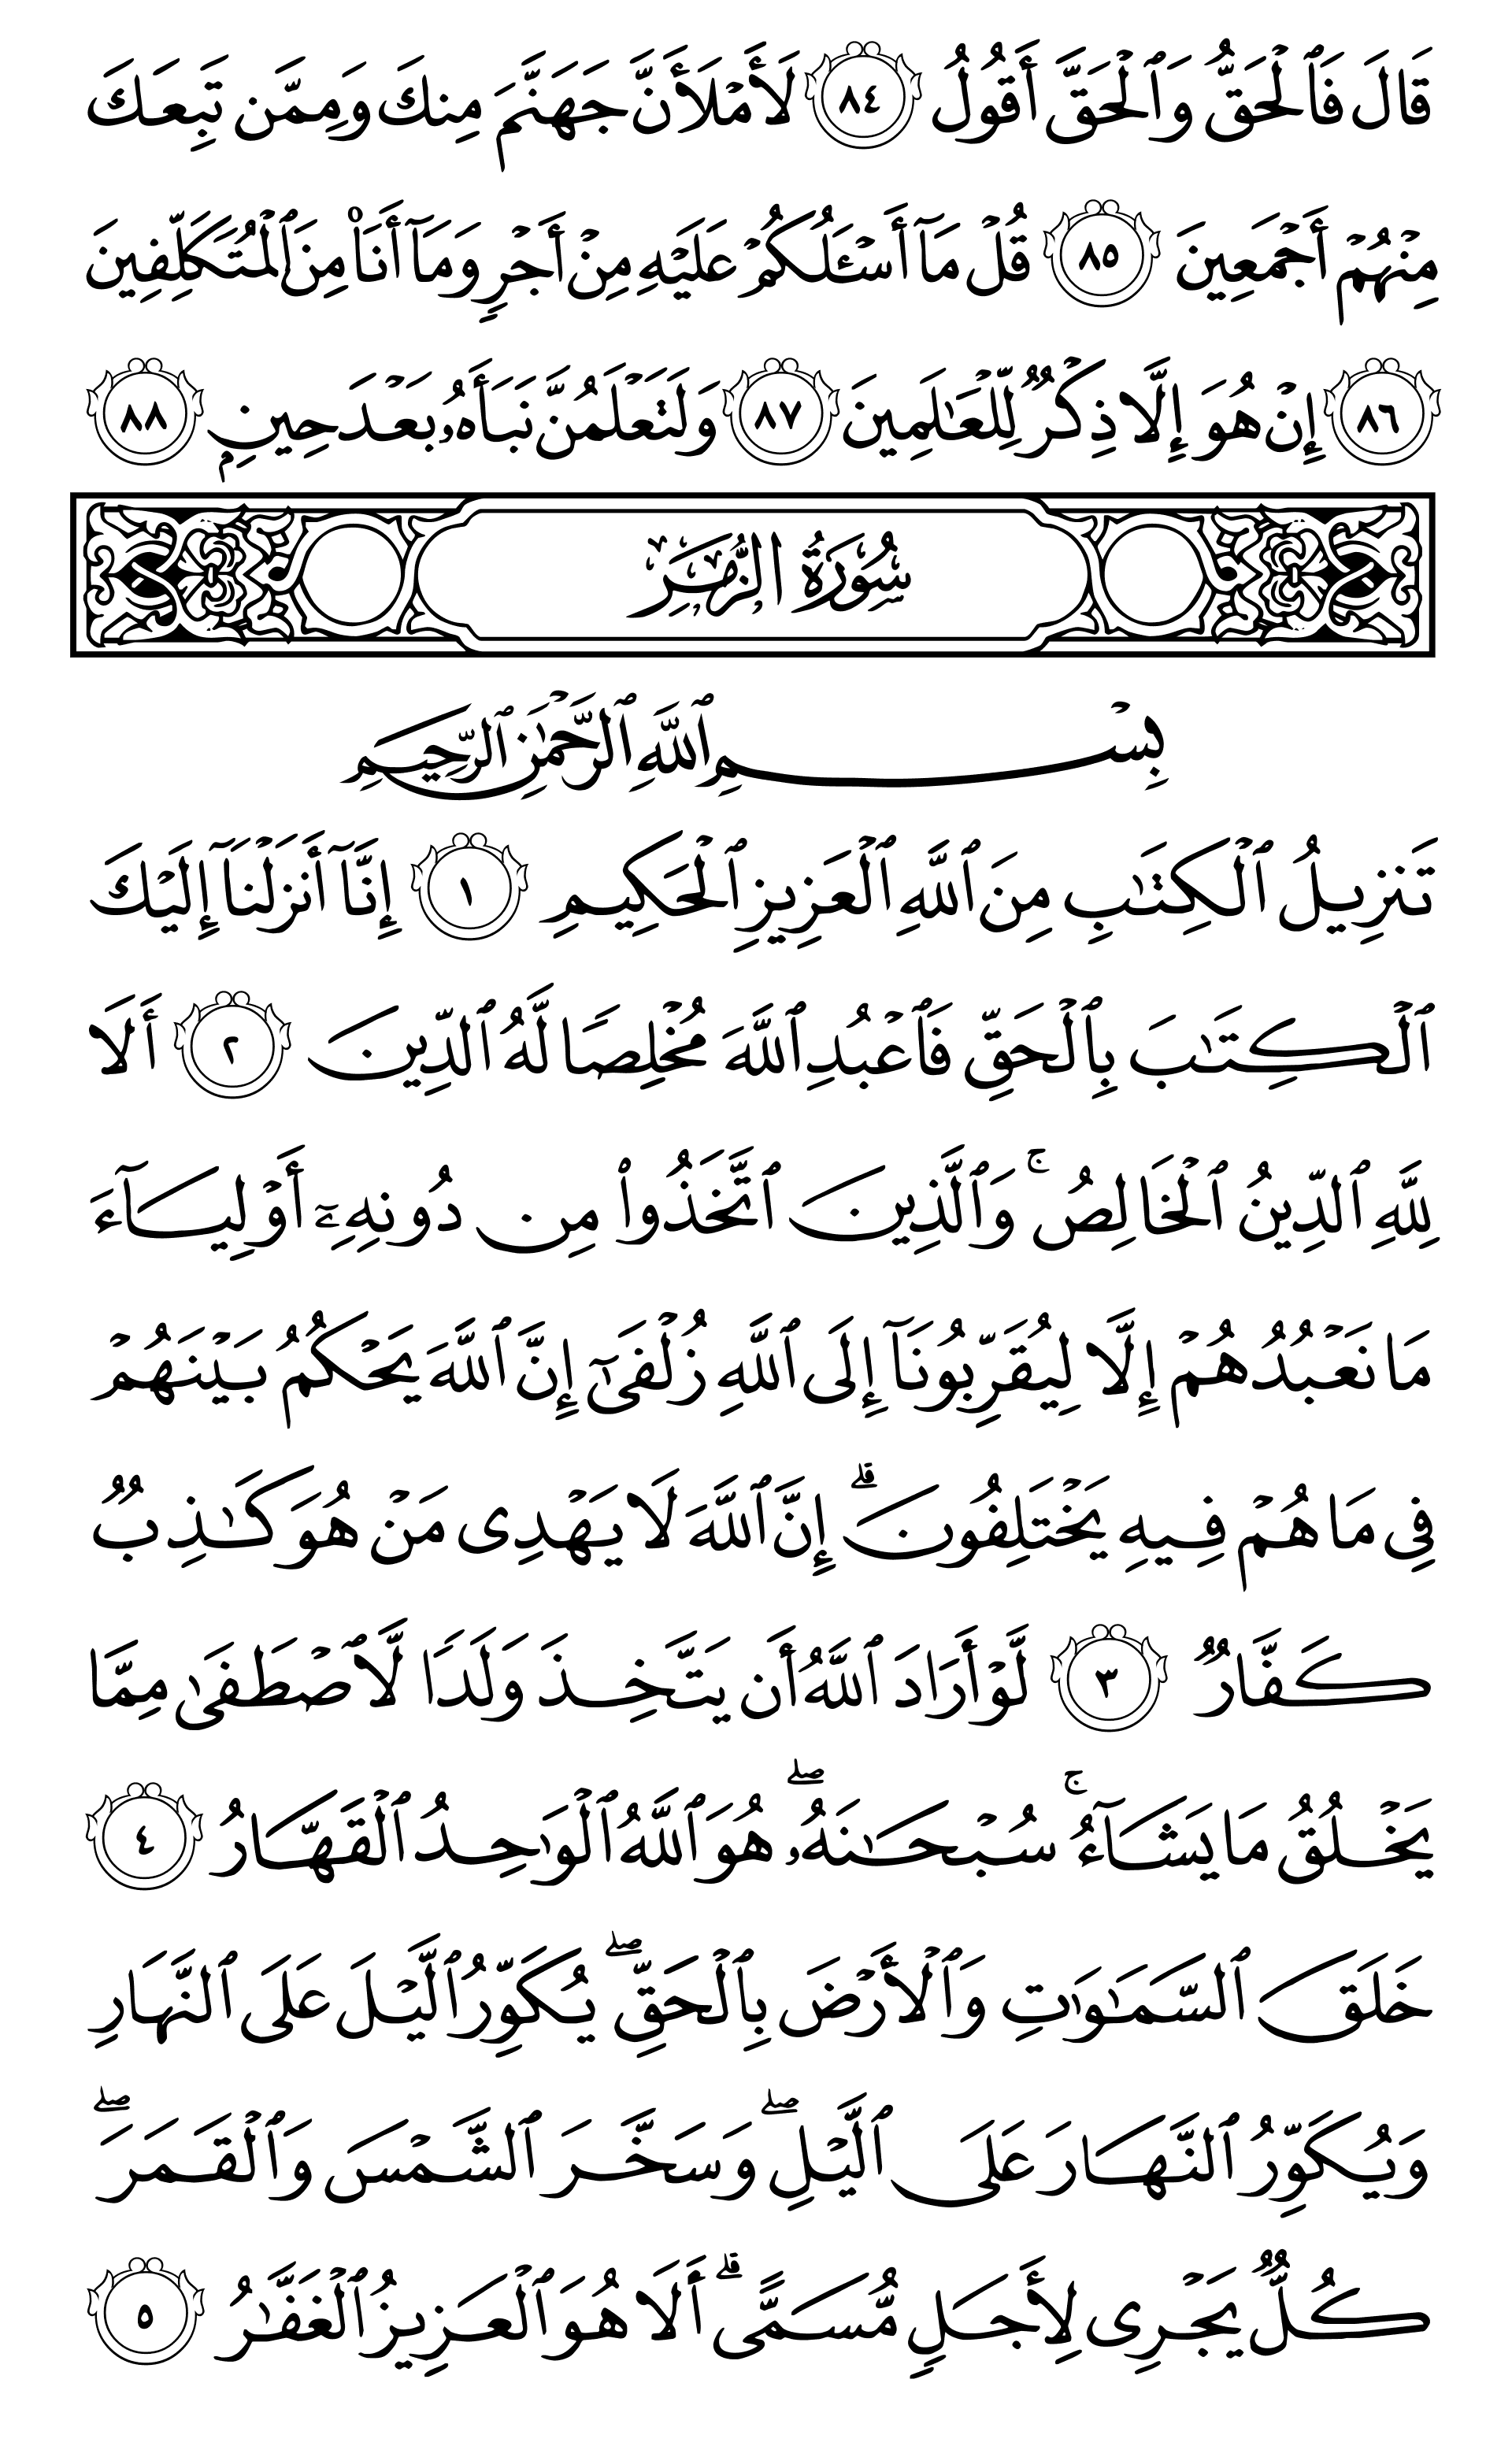 قَالَ فَٱلْحَقُّ وَٱلْحَقَّ أَقُولُ ٨٤ لَأَمْلَأَنَّ جَهَنَّمَ مِنكَ وَمِمَّن تَبِعَكَ
مِنْهُمْ أَجْمَعِينَ ٨٥ قُلْ مَآ أَسْـَٔلُكُمْ عَلَيْهِ مِنْ أَجْرٍ وَمَآ أَنَا۠ مِنَ ٱلْمُتَكَلِّفِينَ
٨٦ إِنْ هُوَ إِلَّا ذِكْرٌ لِّلْعَـٰلَمِينَ ٨٧ وَلَتَعْلَمُنَّ نَبَأَهُۥ بَعْدَ حِينٍۭ ٨٨
سُورَةُ الزُّمَرِ
بِسْمِ ٱللَّهِ ٱلرَّحْمَـٰنِ ٱلرَّحِيمِ
تَنزِيلُ ٱلْكِتَـٰبِ مِنَ ٱللَّهِ ٱلْعَزِيزِ ٱلْحَكِيمِ ١ إِنَّآ أَنزَلْنَآ إِلَيْكَ
ٱلْكِتَـٰبَ بِٱلْحَقِّ فَٱعْبُدِ ٱللَّهَ مُخْلِصًا لَّهُ ٱلدِّينَ ٢ أَلَا
لِلَّهِ ٱلدِّينُ ٱلْخَالِصُ ۚ وَٱلَّذِينَ ٱتَّخَذُوا۟ مِن دُونِهِۦٓ أَوْلِيَآءَ
مَا نَعْبُدُهُمْ إِلَّا لِيُقَرِّبُونَآ إِلَى ٱللَّهِ زُلْفَىٰٓ إِنَّ ٱللَّهَ يَحْكُمُ بَيْنَهُمْ
فِى مَا هُمْ فِيهِ يَخْتَلِفُونَ ۗ إِنَّ ٱللَّهَ لَا يَهْدِى مَنْ هُوَ كَـٰذِبٌ
كَفَّارٌ ٣ لَّوْ أَرَادَ ٱللَّهُ أَن يَتَّخِذَ وَلَدًا لَّٱصْطَفَىٰ مِمَّا
يَخْلُقُ مَا يَشَآءُ ۚ سُبْحَـٰنَهُۥ ۖ هُوَ ٱللَّهُ ٱلْوَٰحِدُ ٱلْقَهَّارُ ٤
خَلَقَ ٱلسَّمَـٰوَٰتِ وَٱلْأَرْضَ بِٱلْحَقِّ ۖ يُكَوِّرُ ٱلَّيْلَ عَلَى ٱلنَّهَارِ
وَيُكَوِّرُ ٱلنَّهَارَ عَلَى ٱلَّيْلِ ۖ وَسَخَّرَ ٱلشَّمْسَ وَٱلْقَمَرَ ۖ
كُلٌّ يَجْرِى لِأَجَلٍ مُّسَمًّى ۗ أَلَا هُوَ ٱلْعَزِيزُ ٱلْغَفَّـٰرُ ٥